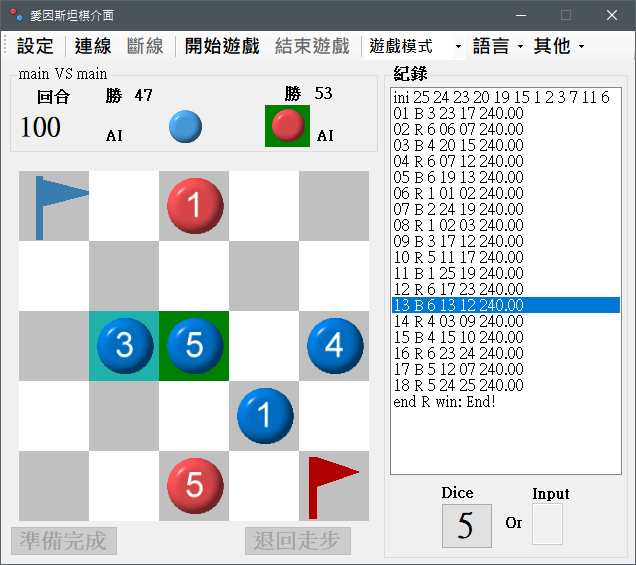 愛因斯坦棋介面
設定 連線 斷線 開始遊戲 結束遊戲 遊戲模式 語言 其他
main VS main
回合 勝 47 勝 53
100 AI AI
1
3 5 4
1
5
準備完成 退回走步
紀錄
ini 25 24 23 20 19 15 1 2 3 7 11 6
01 B 3 23 17 240.00
02 R 6 06 07 240.00
03 B 4 20 15 240.00
04 R 6 07 12 240.00
05 B 6 19 13 240.00
06 R 1 01 02 240.00
07 B 2 24 19 240.00
08 R 1 02 03 240.00
09 B 3 17 12 240.00
10 R 5 11 17 240.00
11 B 1 25 19 240.00
12 R 6 17 23 240.00
13 B 6 13 12 240.00
14 R 4 03 09 240.00
15 B 4 15 10 240.00
16 R 6 23 24 240.00
17 B 5 12 07 240.00
18 R 5 24 25 240.00
end R win: End!
Dice Input
5 Or